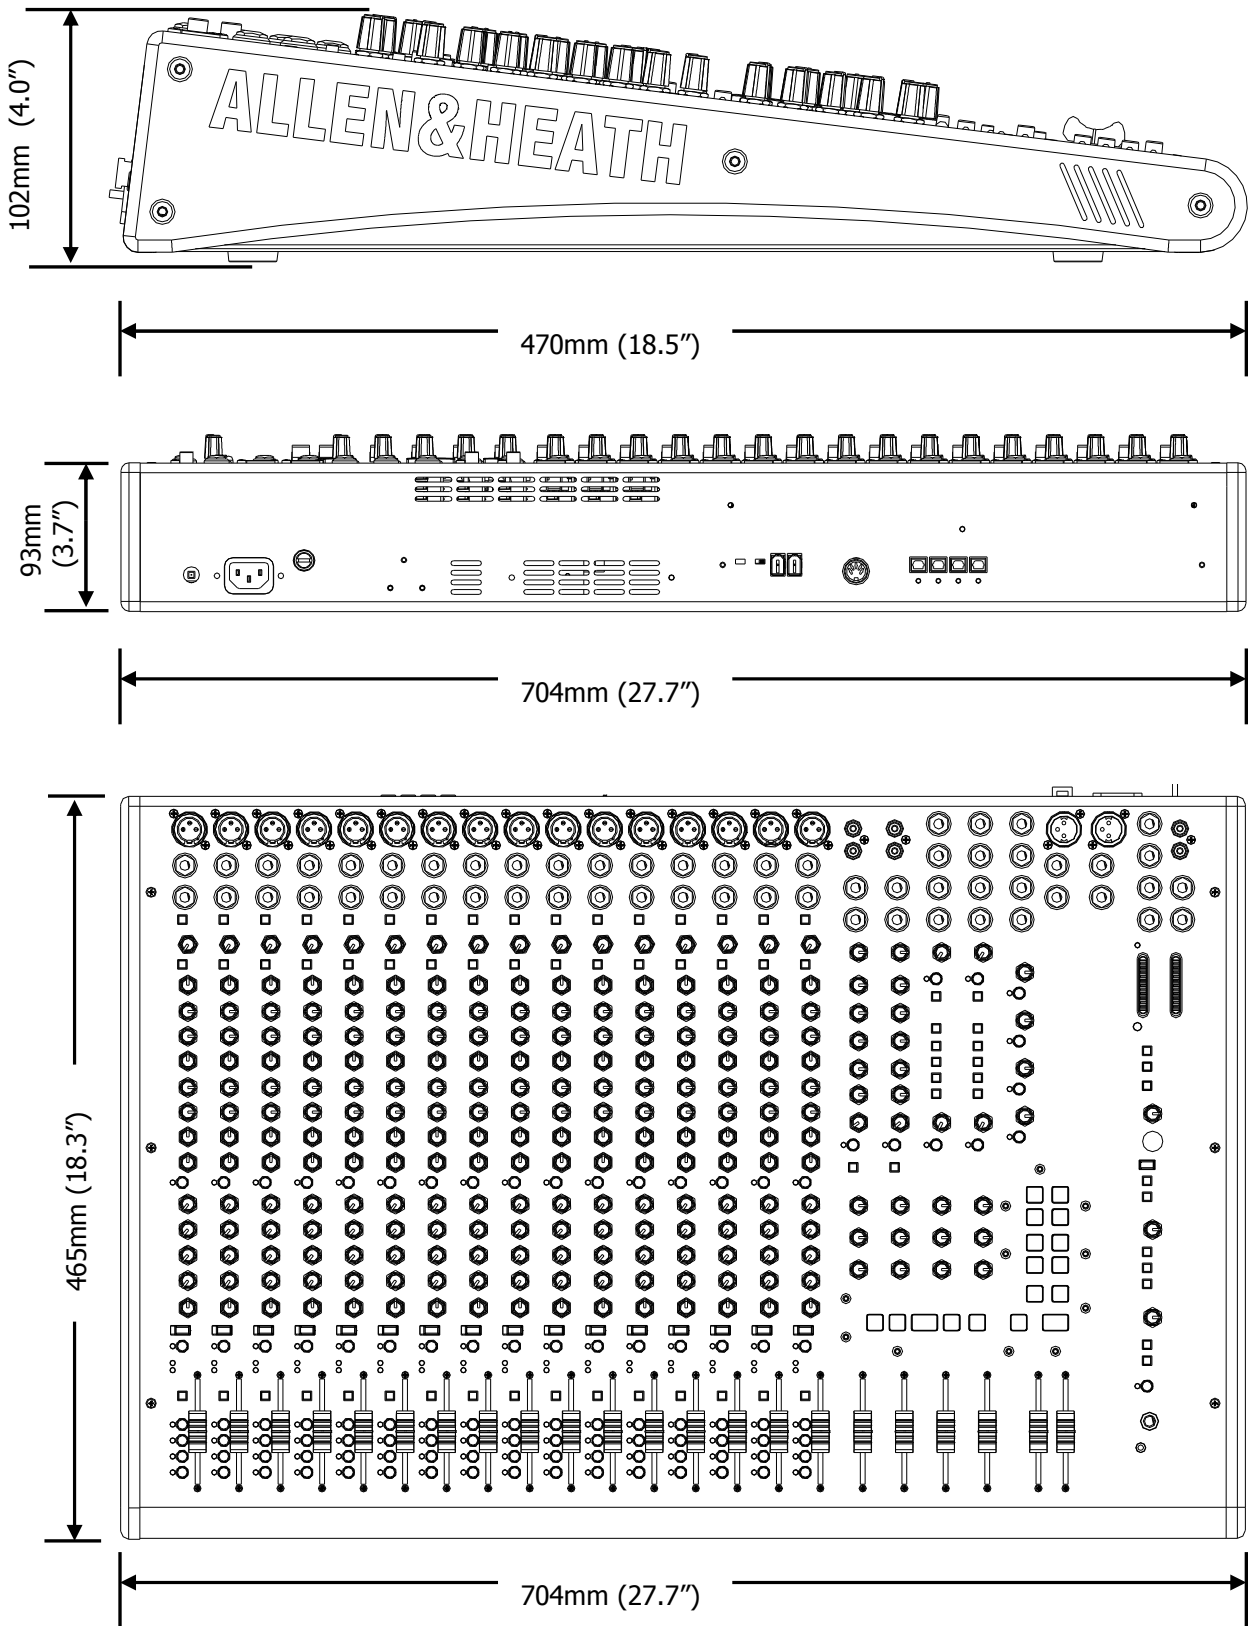 102mm (4.0”)
ALLEN&HEATH
470mm (18.5”)
93mm
(3.7”)
704mm (27.7”)
465mm (18.3”)
704mm (27.7”)